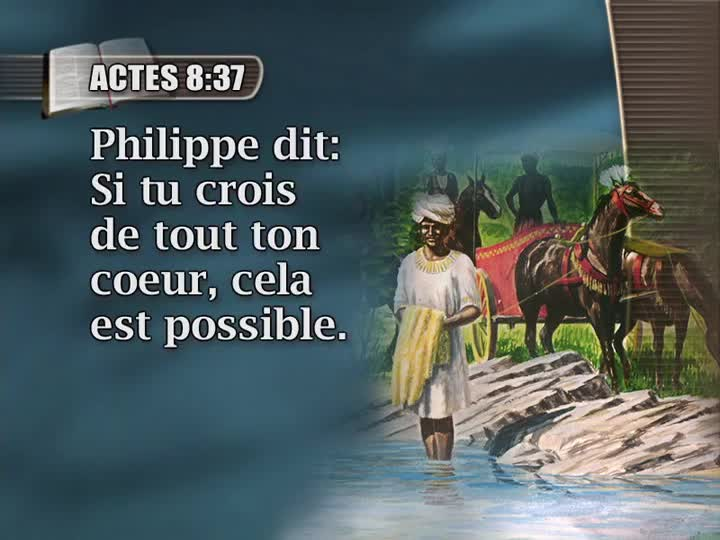 ACTES 8:37
Philippe dit:
Si tu crois
de tout ton
coeur, cela
est possible.